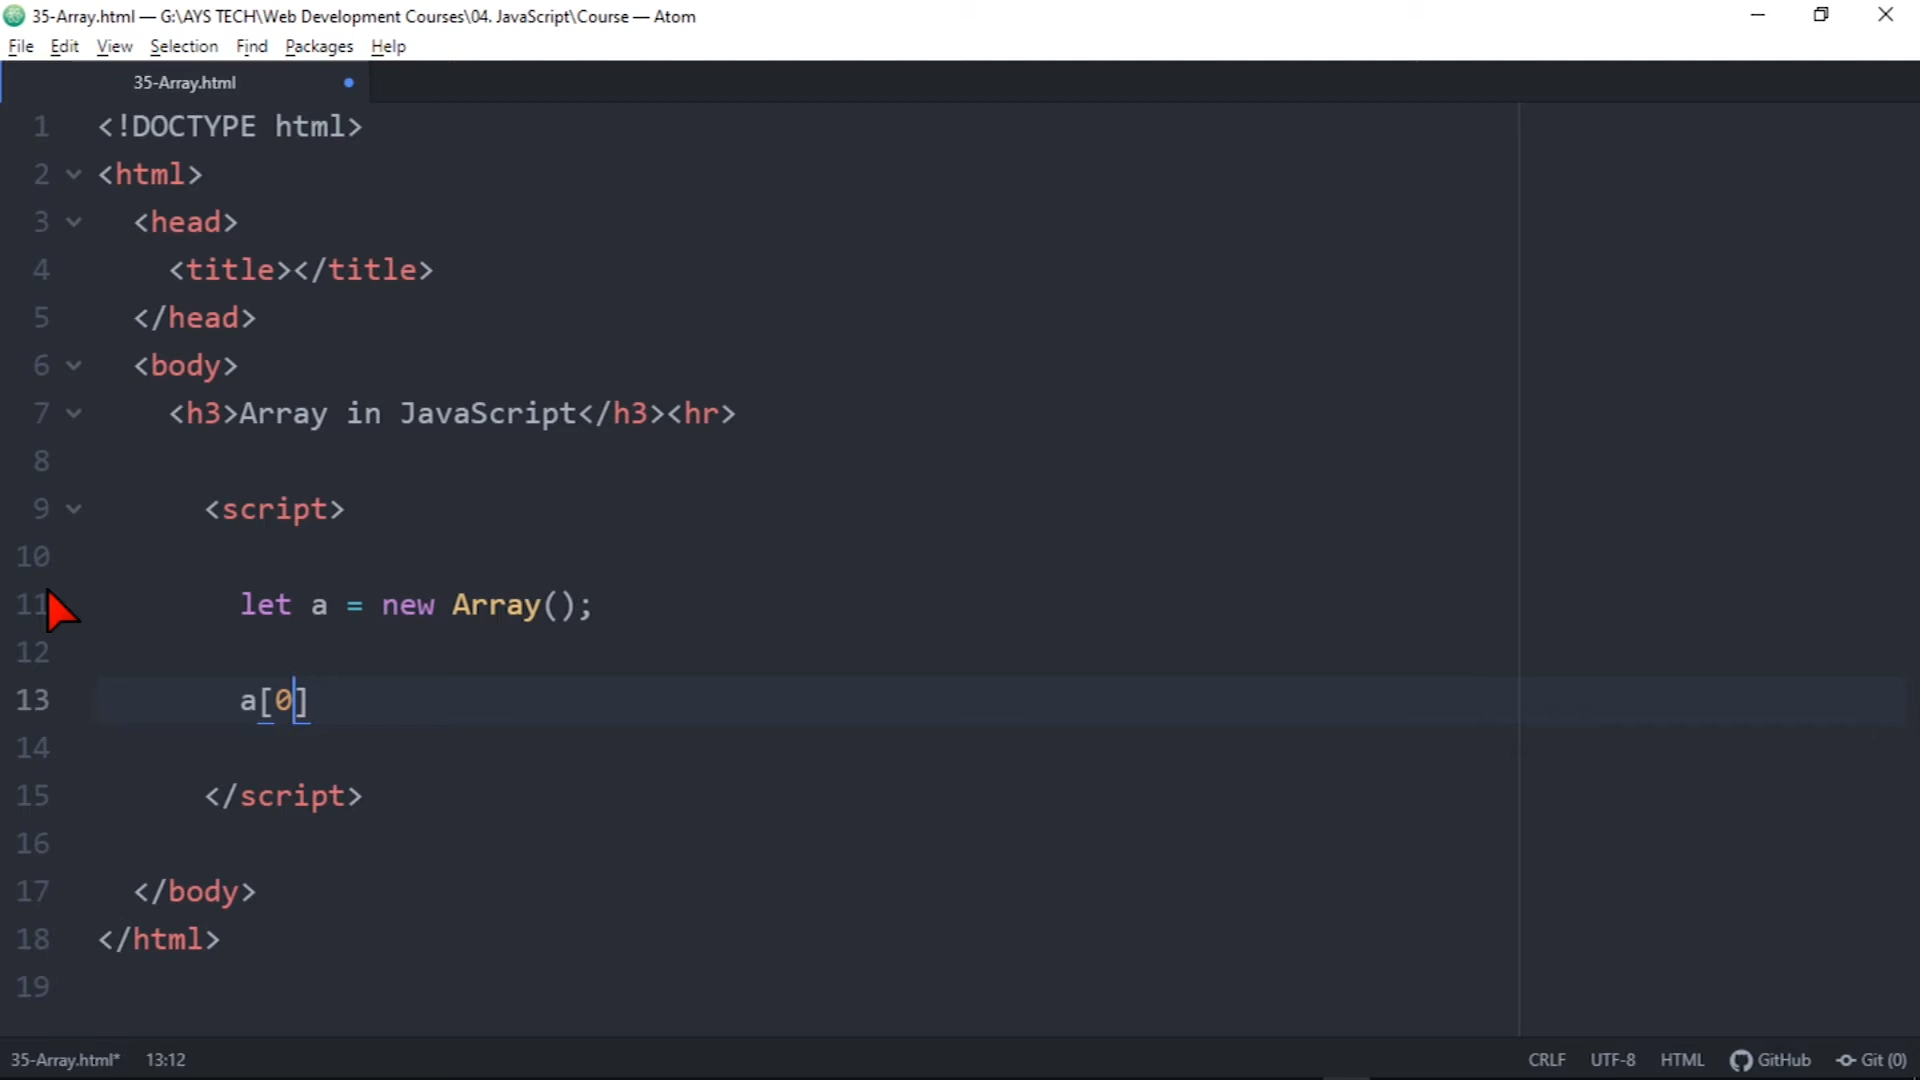 35-Array.html — G:\AYS TECH\Web Development Courses\04. JavaScript\Course — Atom
File Edit View Selection Find Packages Help
35-Array.html
1 <!DOCTYPE html>
2 <html>
3 <head>
4 <title></title>
5 </head>
6 <body>
7 <h3>Array in JavaScript</h3><hr>
8
9 <script>
10
11 let a = new Array();
12
13 a[0]
14
15 </script>
16
17 </body>
18 </html>
19
35-Array.html* 13:12 CRLF UTF-8 HTML GitHub Git (0)